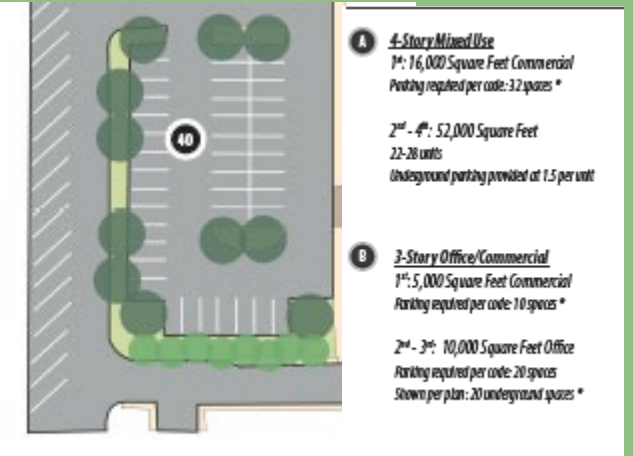 40
A 4-Story Mixed Use
1st: 16,000 Square Feet Commercial
Parking required per code: 32 spaces *
2nd - 4th: 52,000 Square Feet
22-28 units
Underground parking provided at 1.5 per unit
B 3-Story Office/Commercial
1st: 5,000 Square Feet Commercial
Parking required per code: 10 spaces *
2nd - 3rd: 10,000 Square Feet Office
Parking required per code: 20 spaces
Shown per plan: 20 underground spaces *